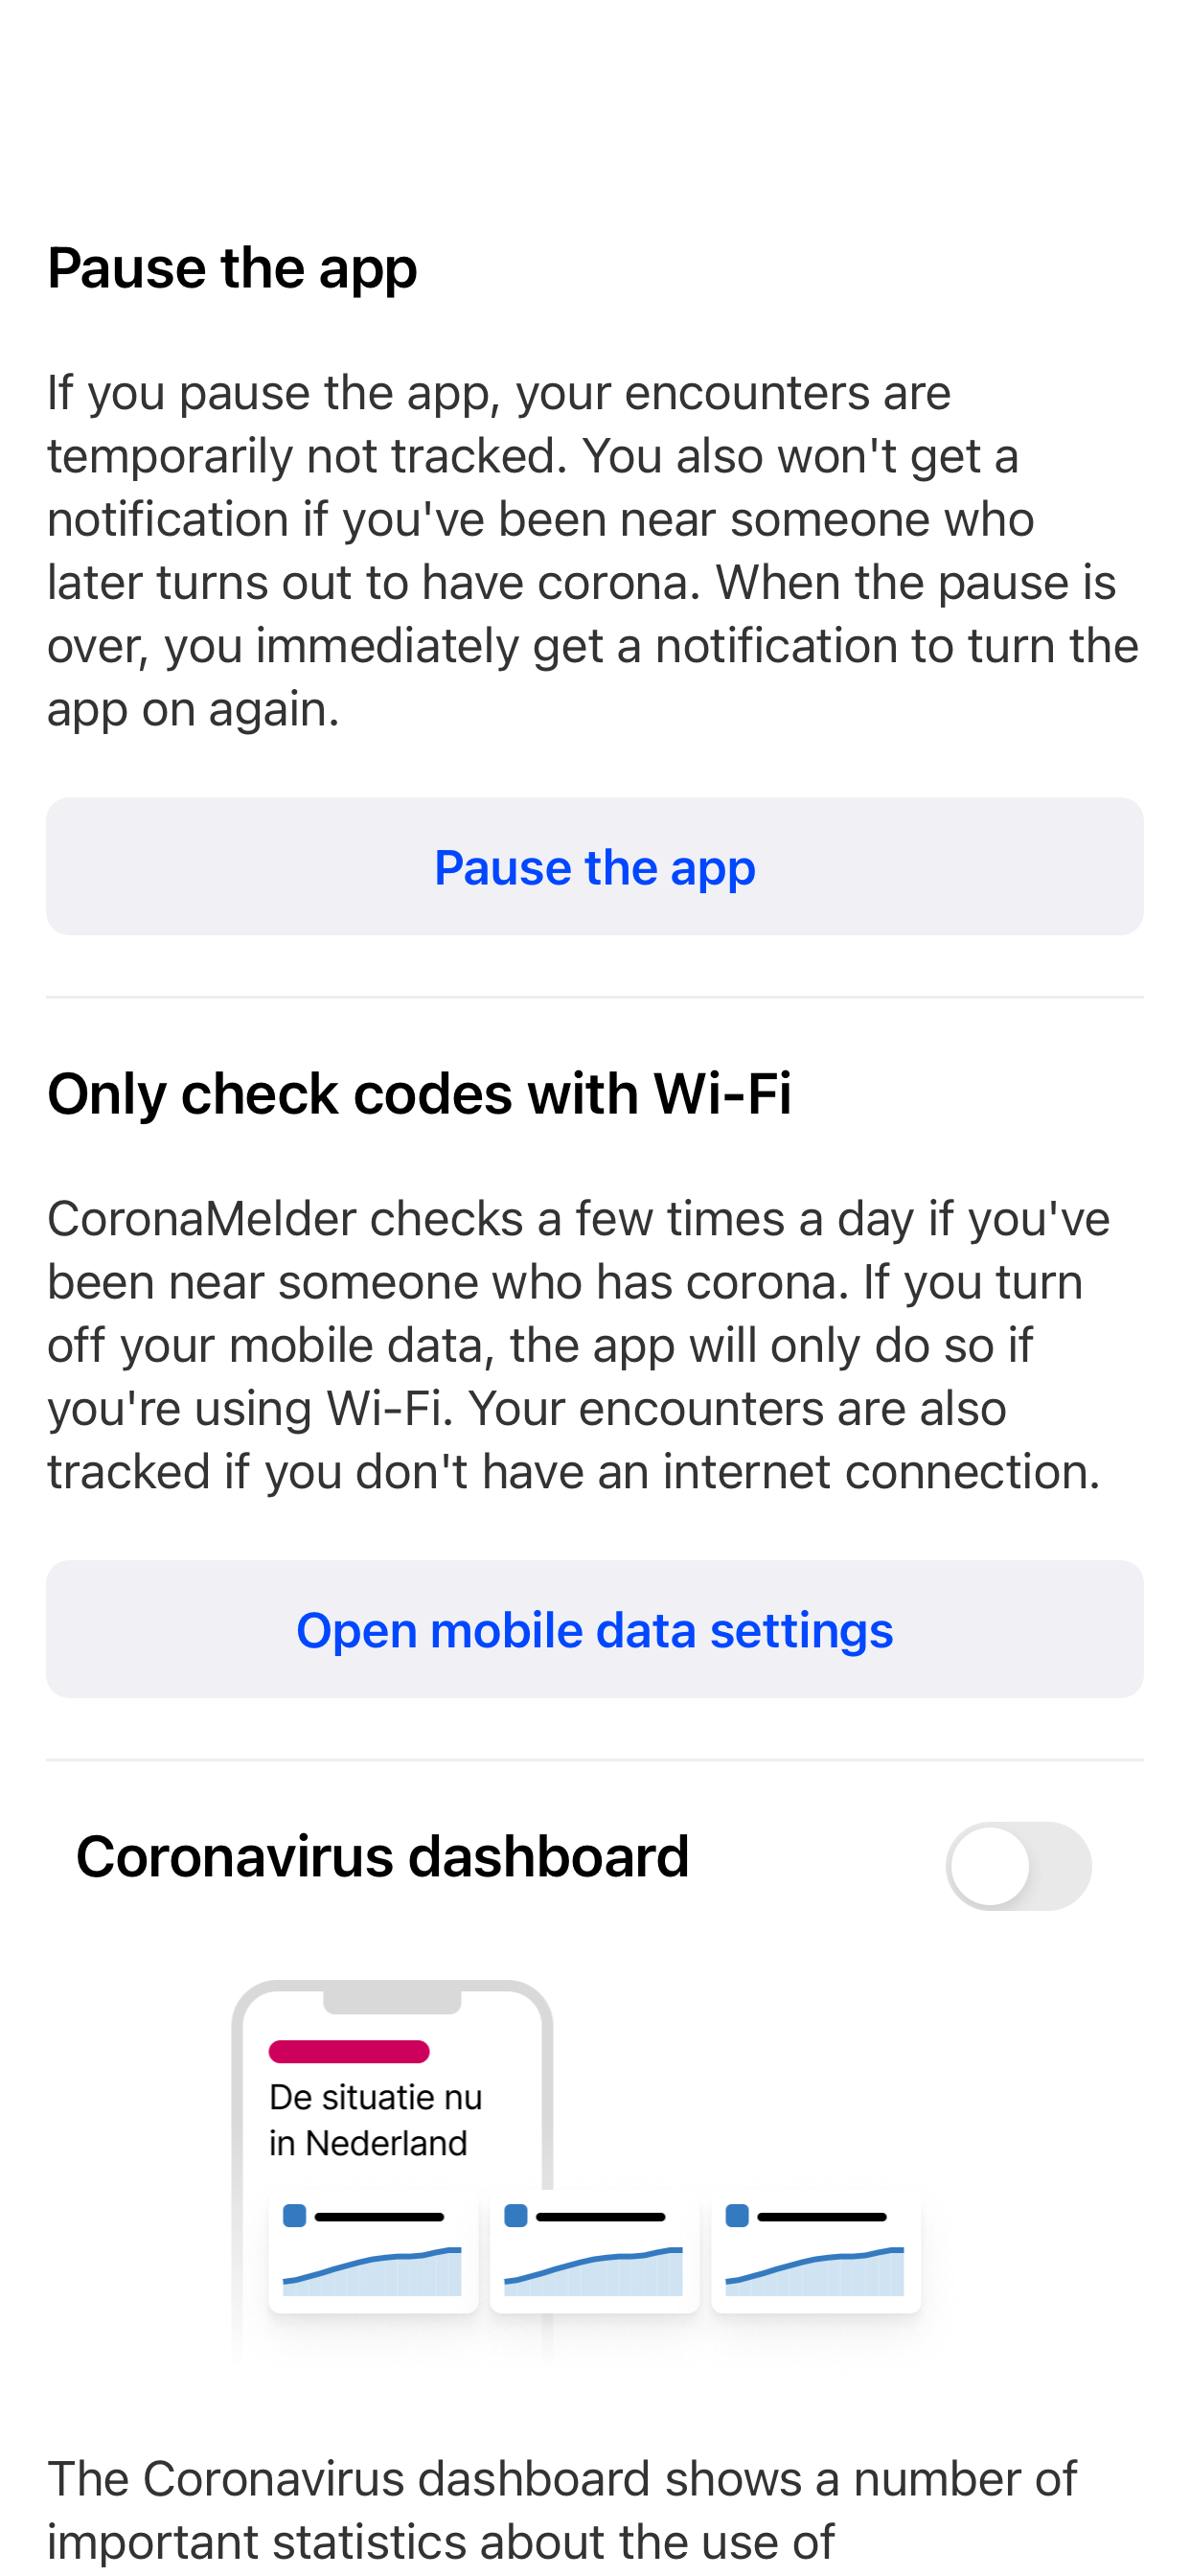 Pause the app
If you pause the app, your encounters are
temporarily not tracked. You also won't get a
notification if you've been near someone who
later turns out to have corona. When the pause is
over, you immediately get a notification to turn the
app on again.
Pause the app
Only check codes with Wi-Fi
CoronaMelder checks a few times a day if you've
been near someone who has corona. If you turn
off your mobile data, the app will only do so if
you're using Wi-Fi. Your encounters are also
tracked if you don't have an internet connection.
Open mobile data settings
Coronavirus dashboard
De situatie nu
in Nederland
The Coronavirus dashboard shows a number of
important statistics about the use of